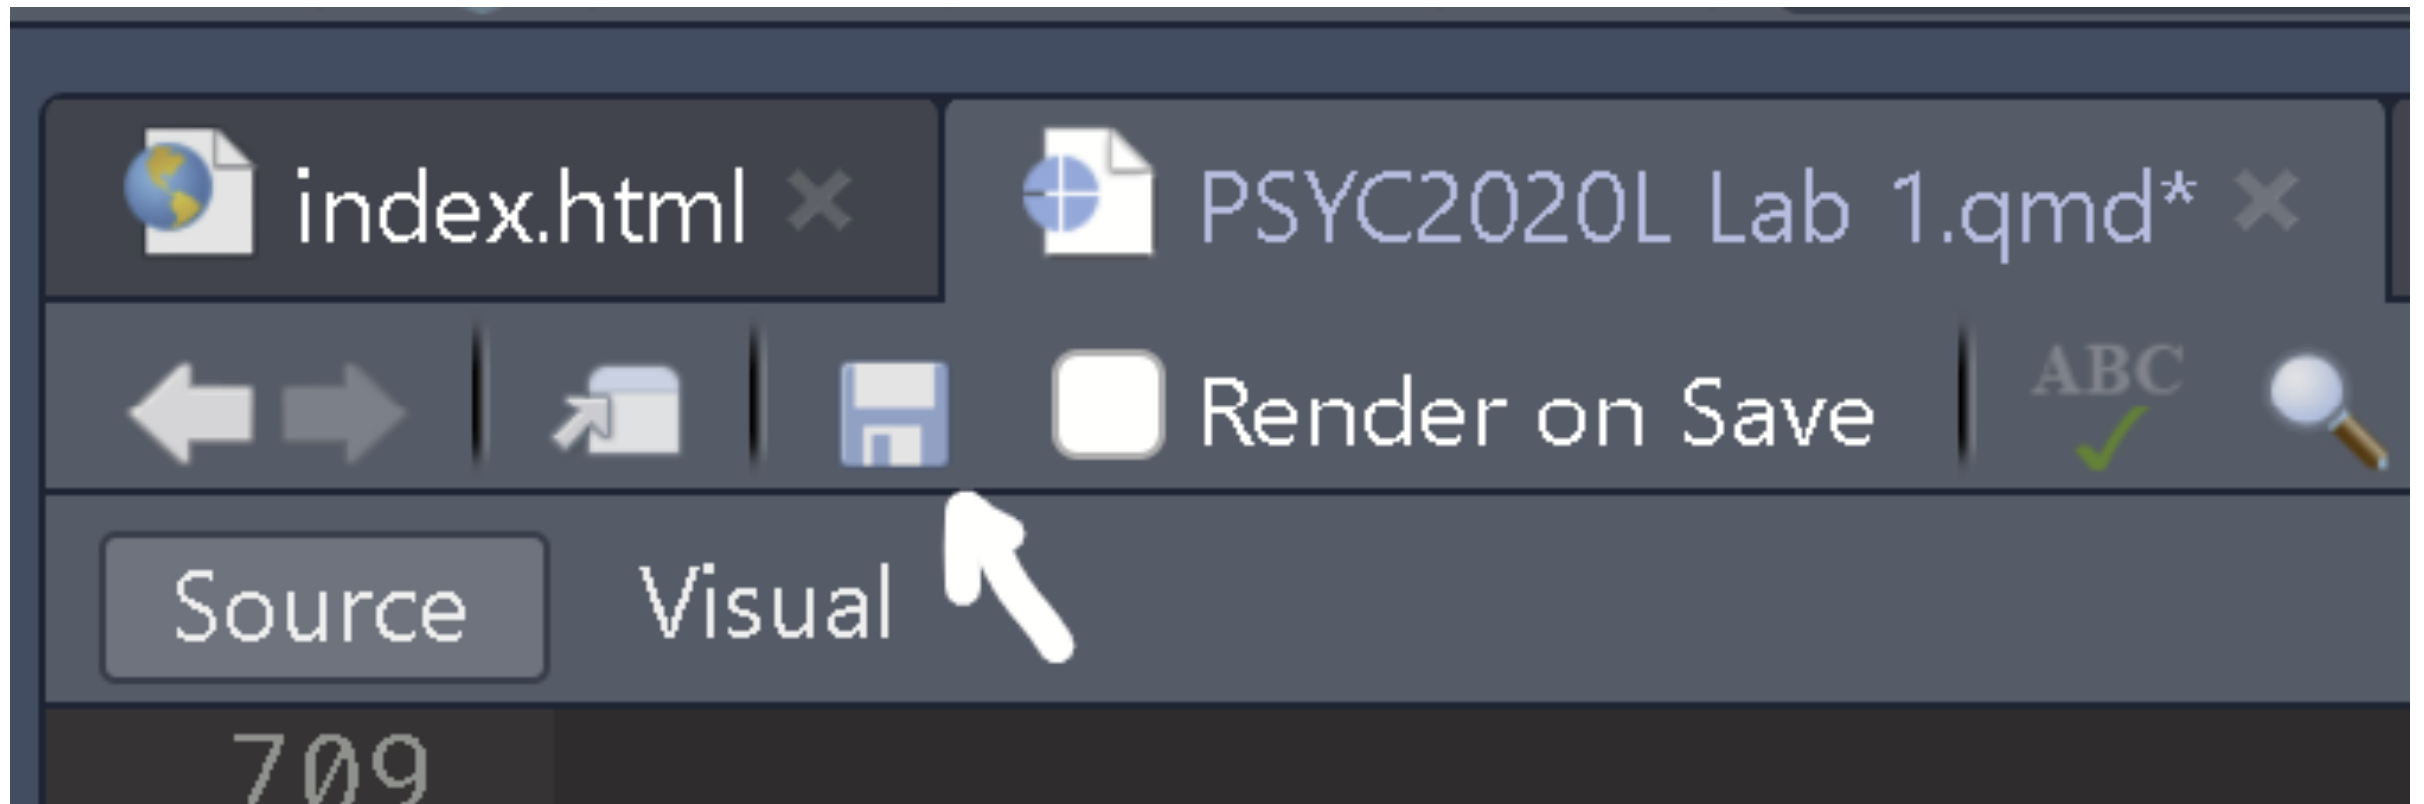 index.html PSYC2020L Lab 1.qmd*
Render on Save ABC
Source Visual
709